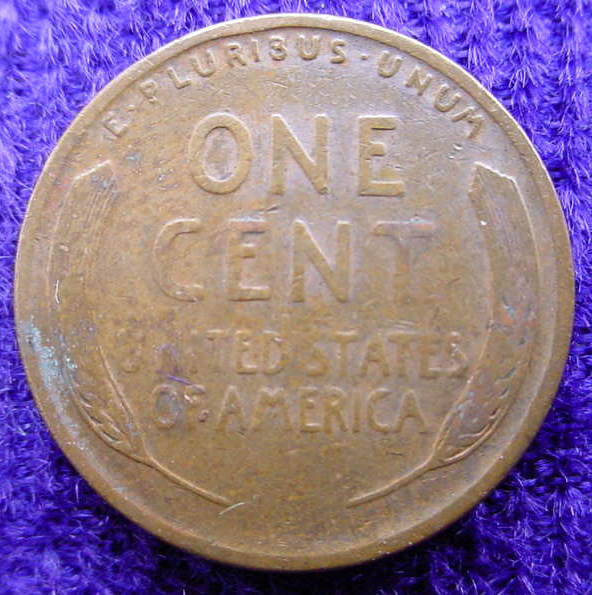 E·PLURIBUS·UNUM
ONE
CENT
UNITED STATES
OF AMERICA